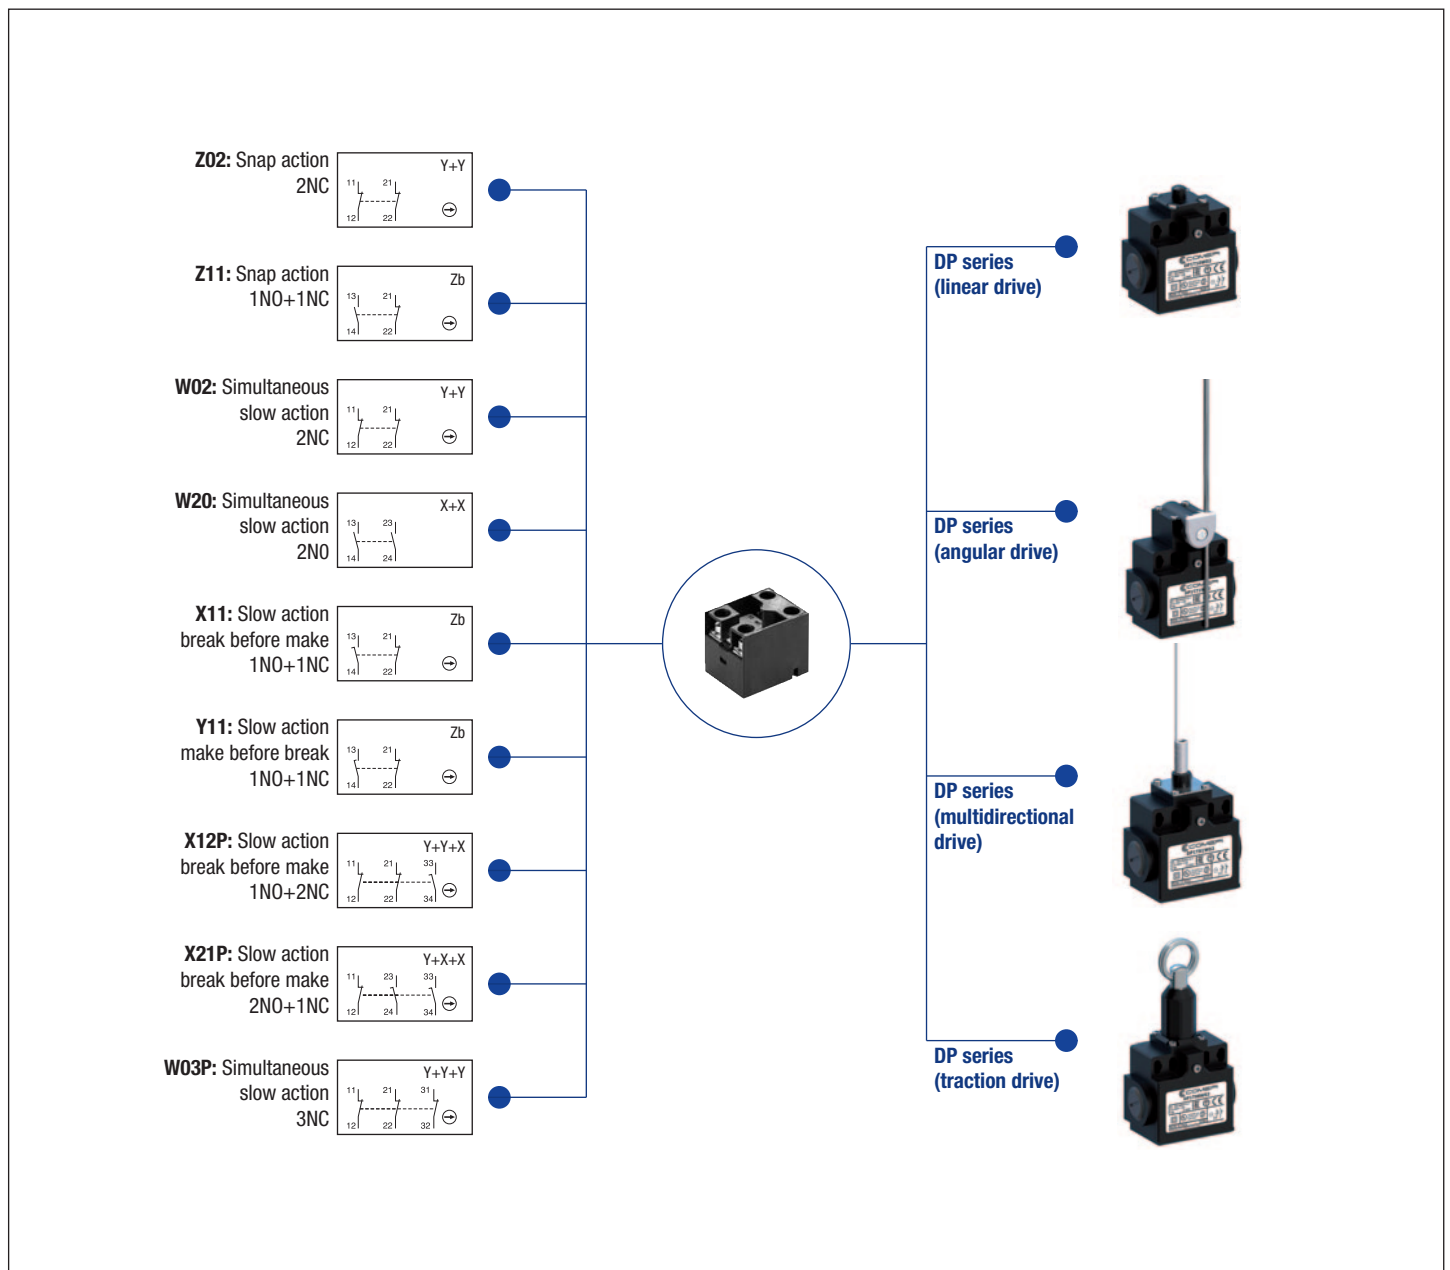 Z02: Snap action
2NC
Y+Y
11 21
12 22
Z11: Snap action
1NO+1NC
Zb
13 21
14 22
W02: Simultaneous
slow action
2NC
Y+Y
11 21
12 22
W20: Simultaneous
slow action
2NO
X+X
13 23
14 24
X11: Slow action
break before make
1NO+1NC
Zb
13 21
14 22
Y11: Slow action
make before break
1NO+1NC
Zb
13 21
14 22
X12P: Slow action
break before make
1NO+2NC
Y+Y+X
11 21 33
12 22 34
X21P: Slow action
break before make
2NO+1NC
Y+X+X
11 23 33
12 24 34
W03P: Simultaneous
slow action
3NC
Y+Y+Y
11 21 31
12 22 32
DP series
(linear drive)
COMEPI
DP series
(angular drive)
COMEPI
DP series
(multidirectional
drive)
COMEPI
DP series
(traction drive)
COMEPI